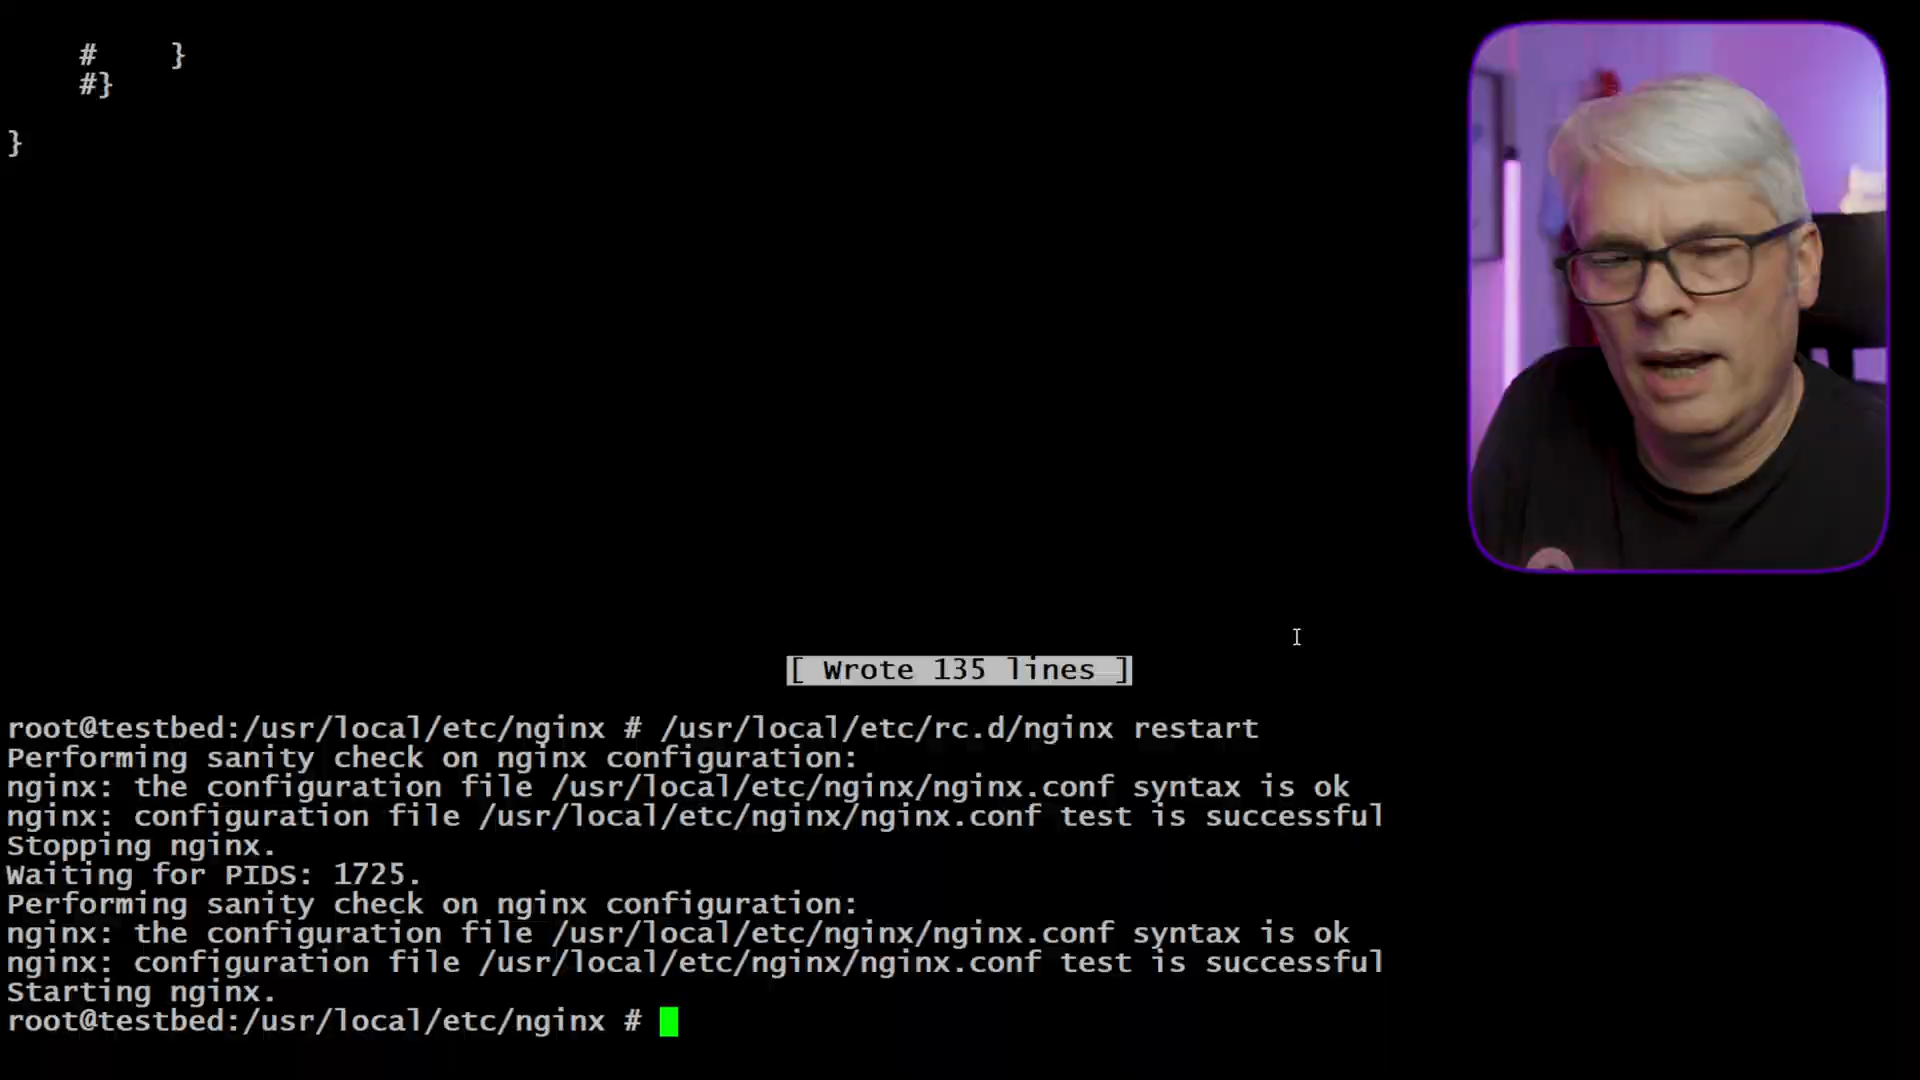 #    }
#}
}
[ Wrote 135 lines ]
root@testbed:/usr/local/etc/nginx # /usr/local/etc/rc.d/nginx restart
Performing sanity check on nginx configuration:
nginx: the configuration file /usr/local/etc/nginx/nginx.conf syntax is ok
nginx: configuration file /usr/local/etc/nginx/nginx.conf test is successful
Stopping nginx.
Waiting for PIDS: 1725.
Performing sanity check on nginx configuration:
nginx: the configuration file /usr/local/etc/nginx/nginx.conf syntax is ok
nginx: configuration file /usr/local/etc/nginx/nginx.conf test is successful
Starting nginx.
root@testbed:/usr/local/etc/nginx #